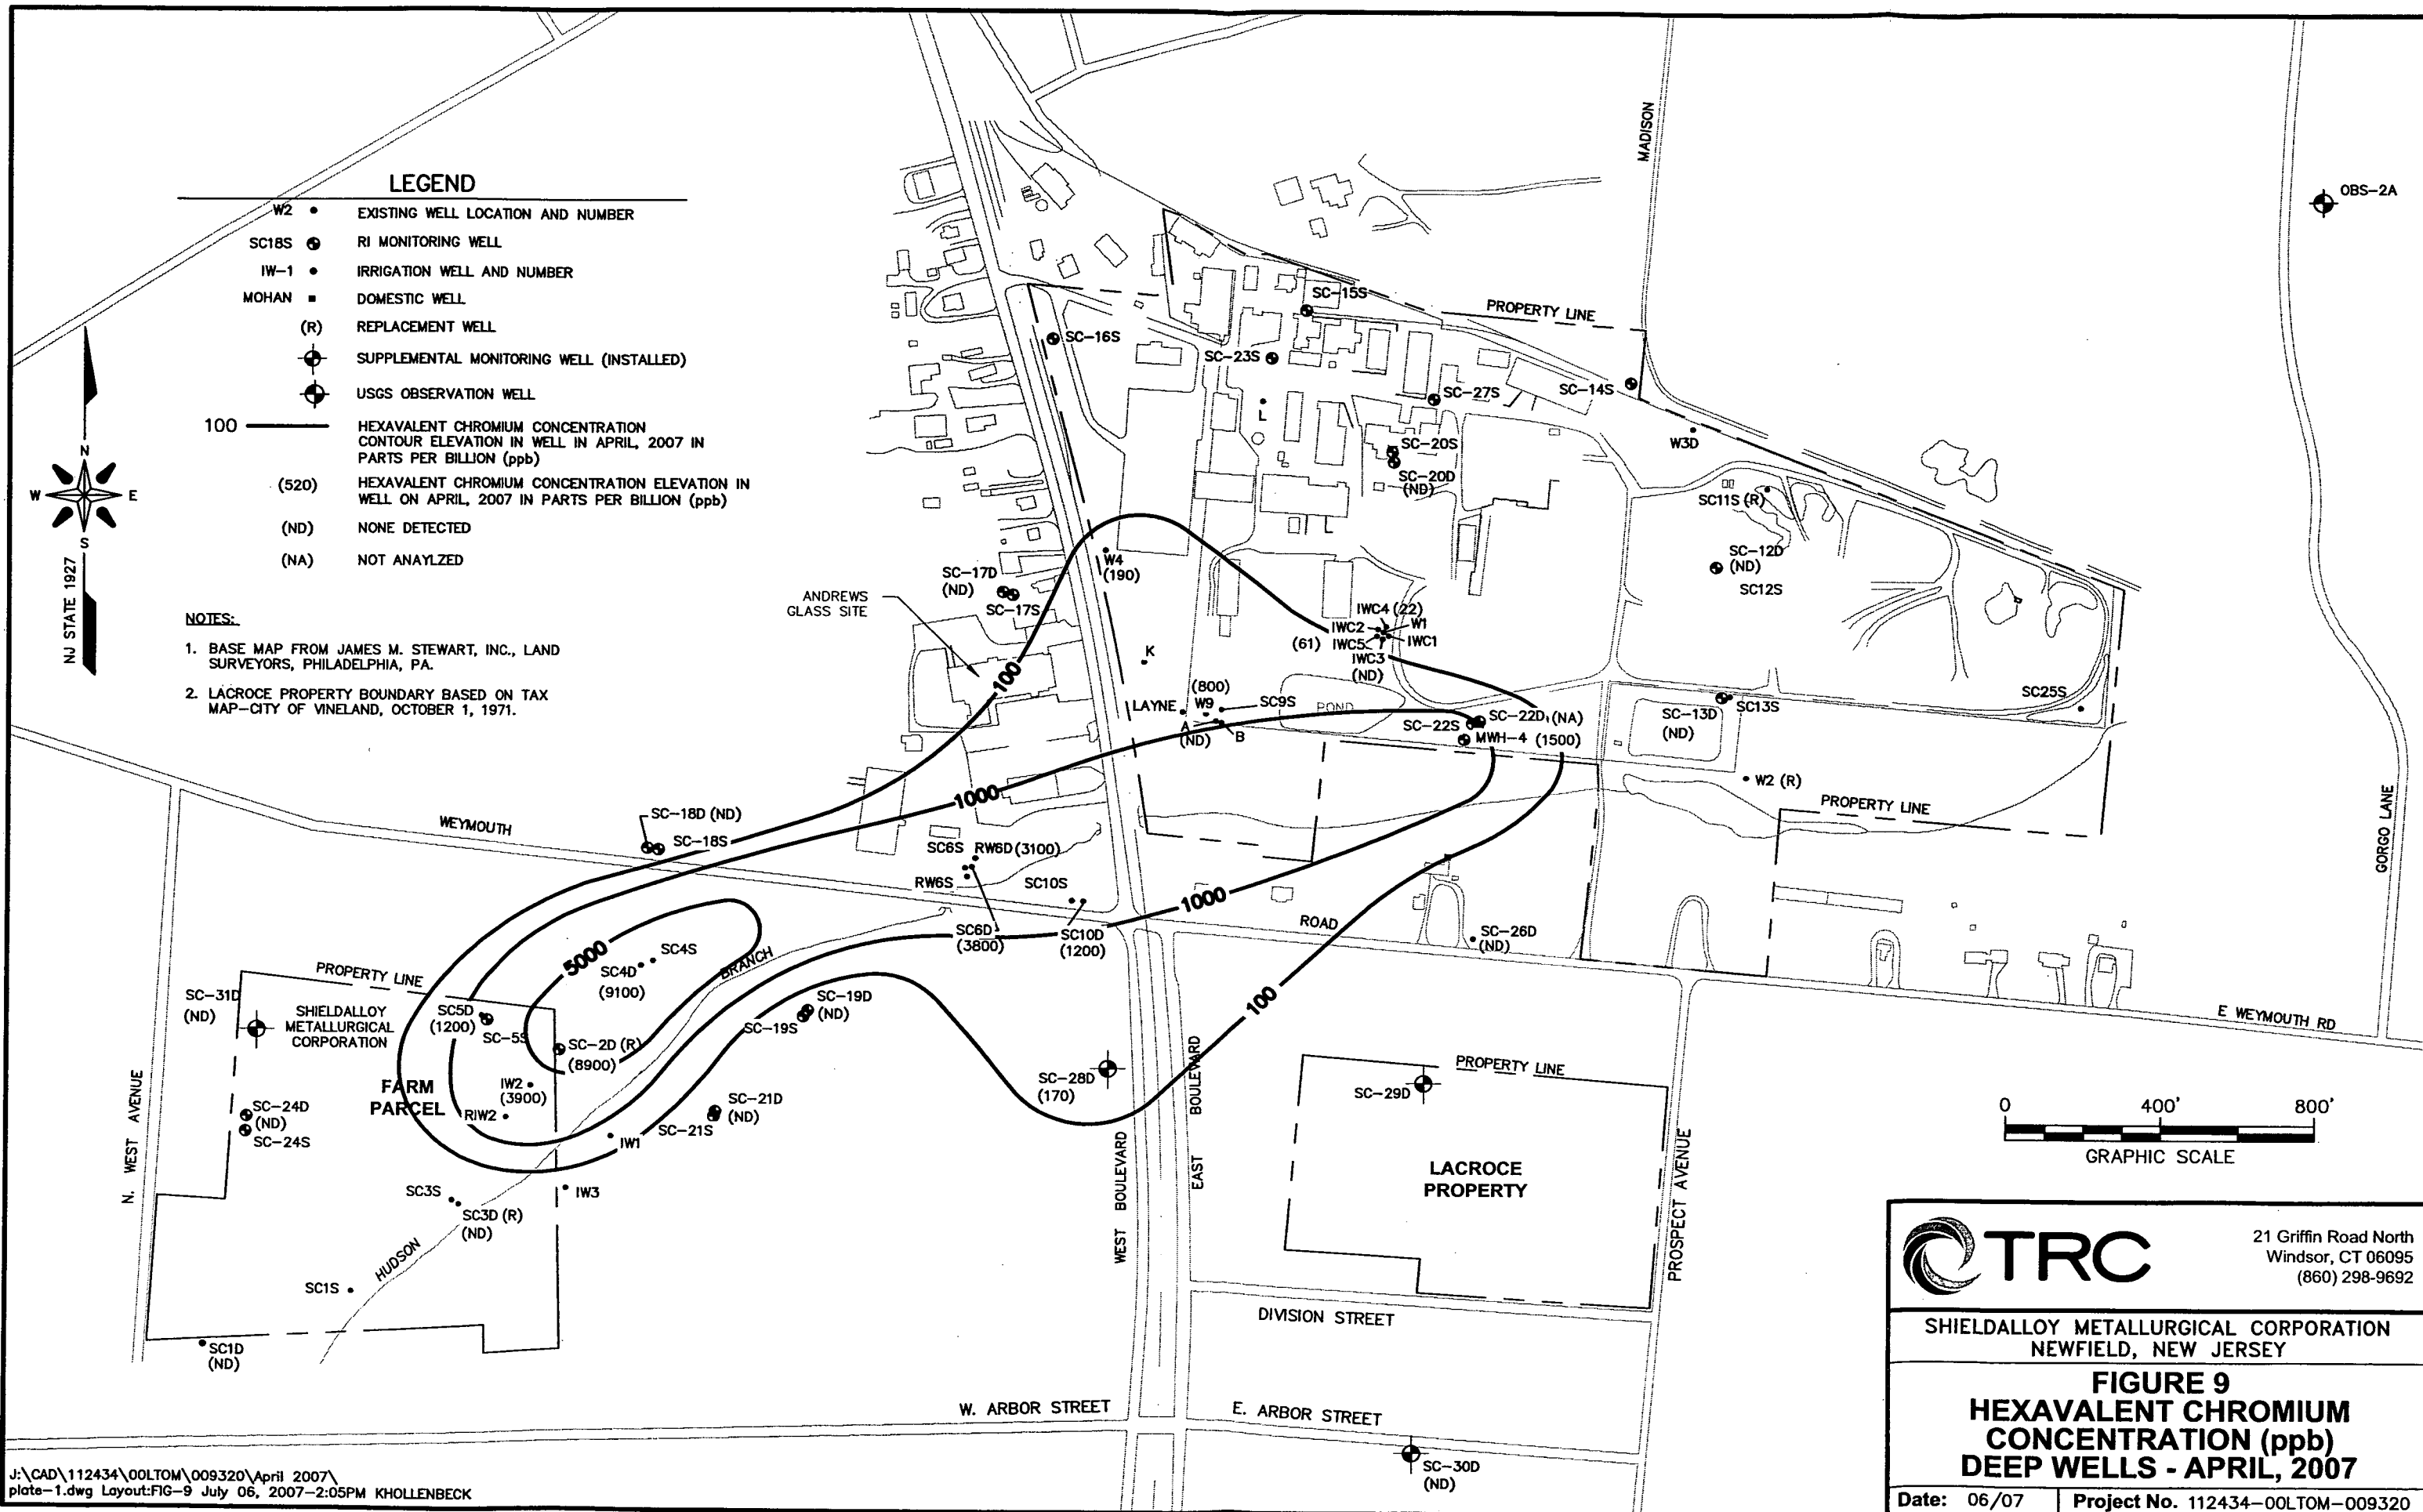 LEGEND
W2 EXISTING WELL LOCATION AND NUMBER
SC18S RI MONITORING WELL
IW-1 IRRIGATION WELL AND NUMBER
MOHAN DOMESTIC WELL
(R) REPLACEMENT WELL
SUPPLEMENTAL MONITORING WELL (INSTALLED)
USGS OBSERVATION WELL
100 HEXAVALENT CHROMIUM CONCENTRATION
CONTOUR ELEVATION IN WELL IN APRIL, 2007 IN
PARTS PER BILLION (ppb)
(520) HEXAVALENT CHROMIUM CONCENTRATION ELEVATION IN
WELL ON APRIL, 2007 IN PARTS PER BILLION (ppb)
(ND) NONE DETECTED
(NA) NOT ANAYLZED
NOTES:
1. BASE MAP FROM JAMES M. STEWART, INC., LAND
SURVEYORS, PHILADELPHIA, PA.
2. LACROCE PROPERTY BOUNDARY BASED ON TAX
MAP-CITY OF VINELAND, OCTOBER 1, 1971.
N
W E
S
NJ STATE 1927
MADISON
OBS-2A
PROPERTY LINE
SC-15S
SC-16S
SC-23S
SC-14S
SC-27S
L
W3D
SC-20S
SC-20D
(ND)
SC11S (R)
SC-12D
(ND)
SC12S
W4
(190)
SC-17D
(ND)
SC-17S
ANDREWS
GLASS SITE
100
K
IWC4 (22)
IWC2 W1
(61) IWC5 IWC1
IWC3
(ND)
(800)
LAYNE W9 SC9S
A
(ND) B
POND
SC-22D (NA)
SC-22S
MWH-4 (1500)
SC-13D SC13S
(ND)
SC25S
W2 (R)
PROPERTY LINE
GORGO LANE
1000
WEYMOUTH
SC-18D (ND)
SC-18S
SC6S RW6D (3100)
RW6S
SC10S
SC6D
(3800)
SC10D
(1200)
1000
ROAD
SC-26D
(ND)
100
E WEYMOUTH RD
5000
SC4S
SC4D
(9100)
BRANCH
PROPERTY LINE
SC-31D
(ND)
SHIELDALLOY
METALLURGICAL
CORPORATION
SC5D
(1200)
SC-5S
SC-2D (R)
(8900)
SC-19D
(ND)
SC-19S
FARM
PARCEL
IW2
(3900)
RIW2
IW1
SC-21D
(ND)
SC-21S
SC-24D
(ND)
SC-24S
N. WEST AVENUE
SC-28D
(170)
WEST BOULEVARD
EAST BOULEVARD
PROPERTY LINE
SC-29D
LACROCE
PROPERTY
PROSPECT AVENUE
0 400' 800'
GRAPHIC SCALE
SC3S
SC3D (R)
(ND)
IW3
HUDSON
SC1S
SC1D
(ND)
DIVISION STREET
W. ARBOR STREET
E. ARBOR STREET
SC-30D
(ND)
TRC
21 Griffin Road North
Windsor, CT 06095
(860) 298-9692
SHIELDALLOY METALLURGICAL CORPORATION
NEWFIELD, NEW JERSEY
FIGURE 9
HEXAVALENT CHROMIUM
CONCENTRATION (ppb)
DEEP WELLS - APRIL, 2007
Date: 06/07 Project No. 112434-00LTOM-009320
J:\CAD\112434\00LTOM\009320\April 2007\
plate-1.dwg Layout:FIG-9 July 06, 2007-2:05PM KHOLLENBECK